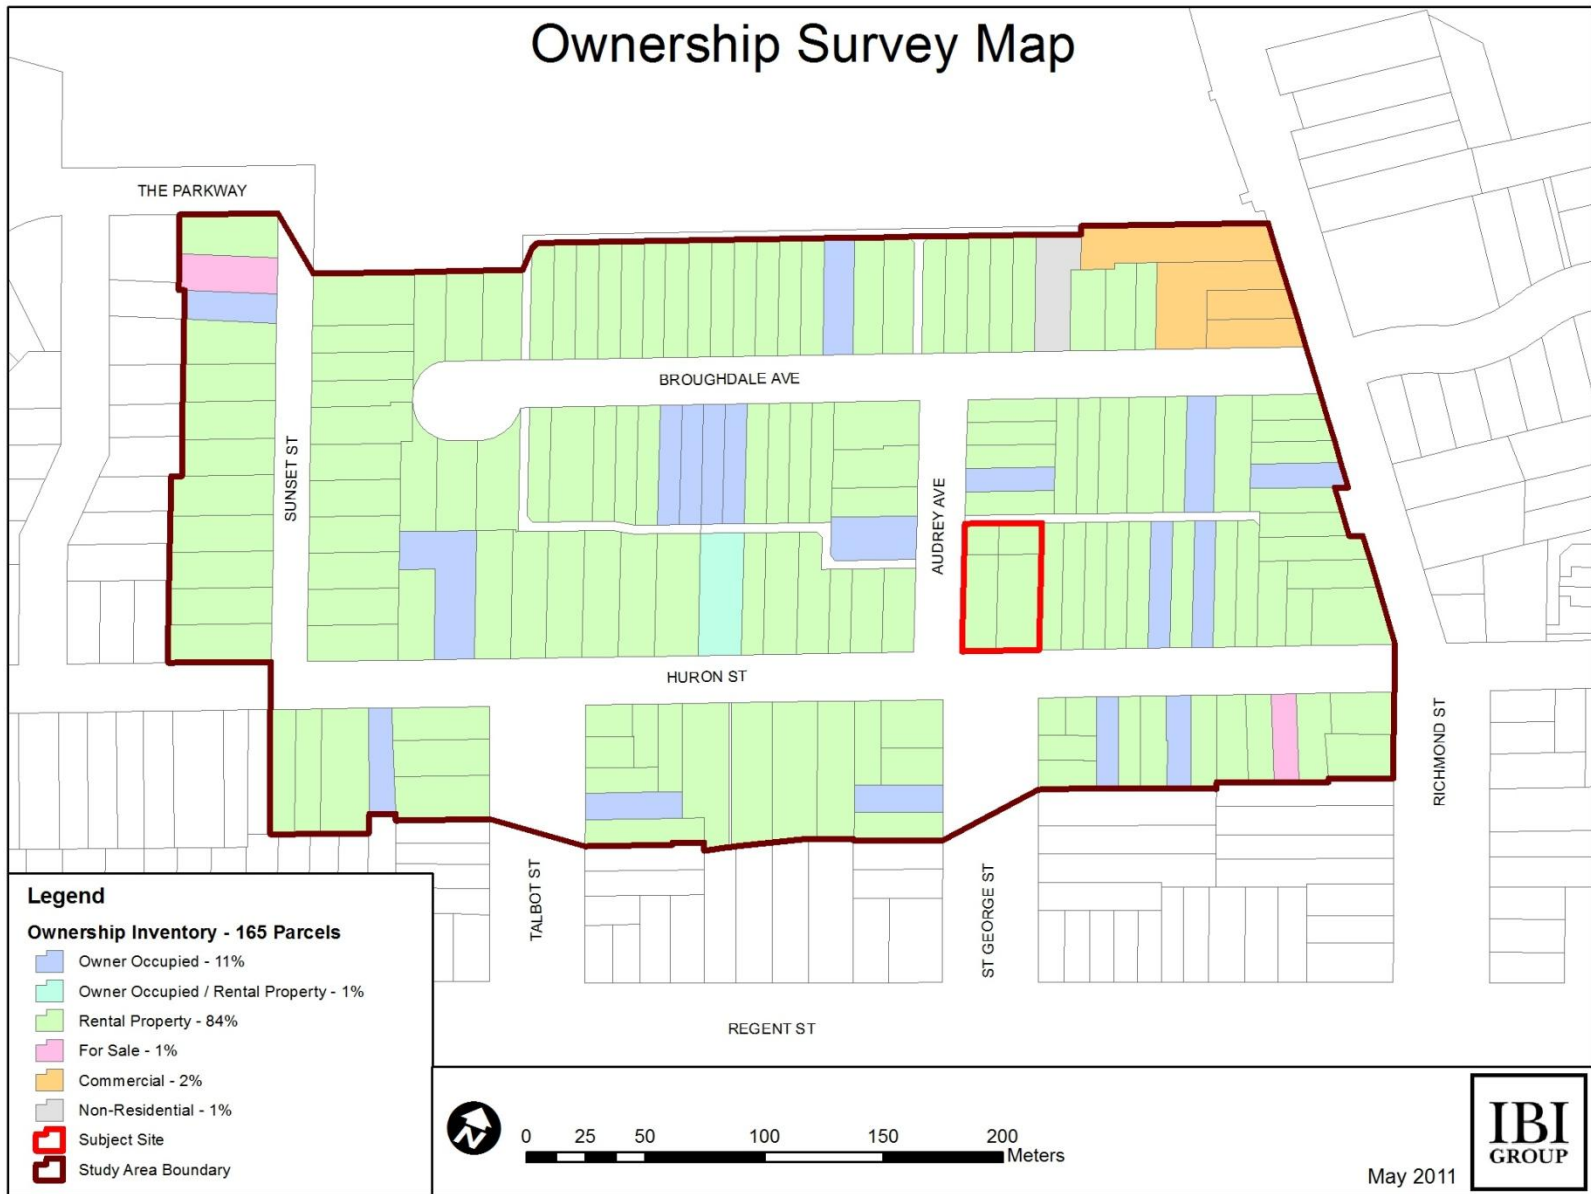 Ownership Survey Map
THE PARKWAY
BROUGHDALE AVE
SUNSET ST
AUDREY AVE
HURON ST
RICHMOND ST
TALBOT ST
ST GEORGE ST
REGENT ST
Legend
Ownership Inventory - 165 Parcels
Owner Occupied - 11%
Owner Occupied / Rental Property - 1%
Rental Property - 84%
For Sale - 1%
Commercial - 2%
Non-Residential - 1%
Subject Site
Study Area Boundary
N
0 25 50 100 150 200
Meters
May 2011
IBI
GROUP